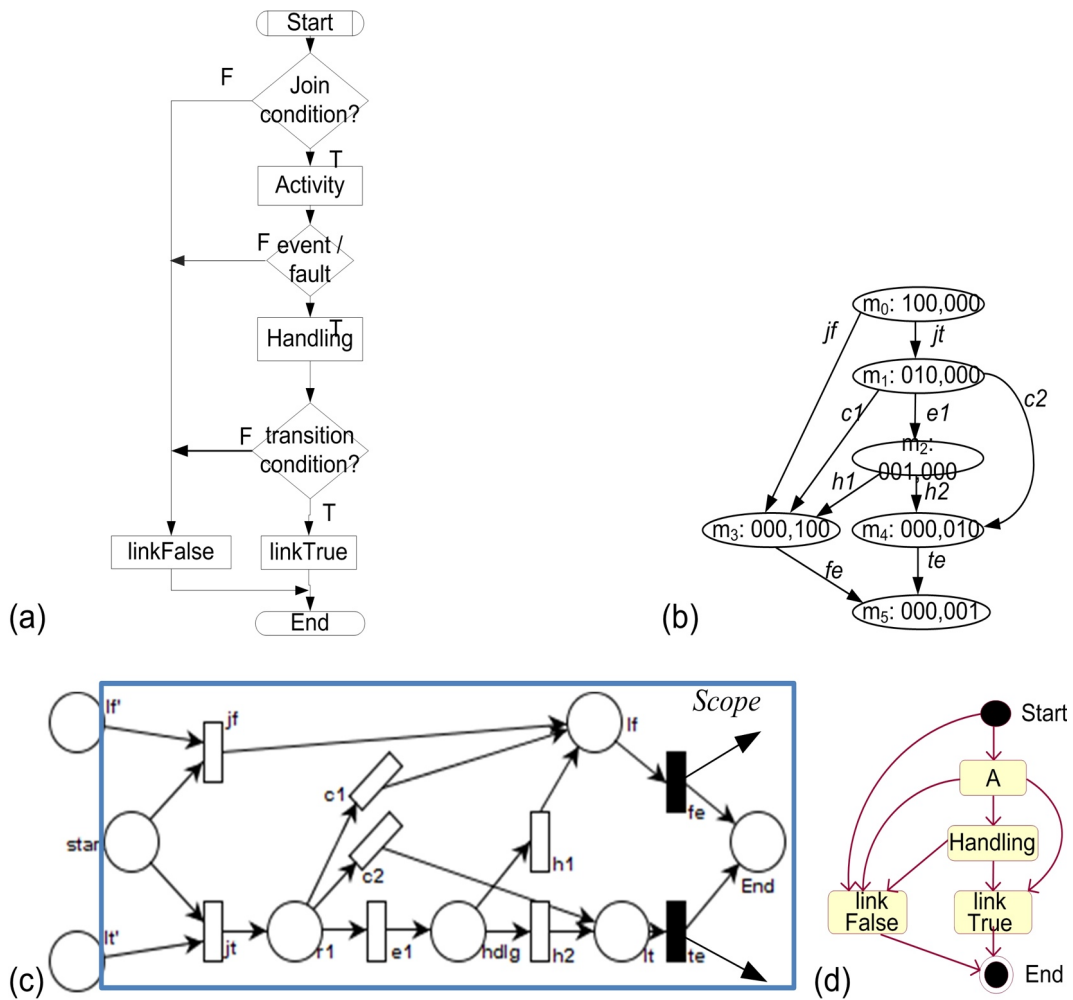 Start
F
Join
condition?
T
Activity
F
event /
fault
T
Handling
F
transition
condition?
T
linkFalse
linkTrue
End
(a)
m0: 100,000
jf
jt
m1: 010,000
c1
e1
c2
m2:
001,000
h1
h2
m3: 000,100
m4: 000,010
fe
te
m5: 000,001
(b)
Scope
lf'
jf
lf
c1
fe
star
c2
h1
End
lt'
jt
r1
e1
hdlg
h2
lt
te
(c)
Start
A
Handling
link
False
link
True
End
(d)